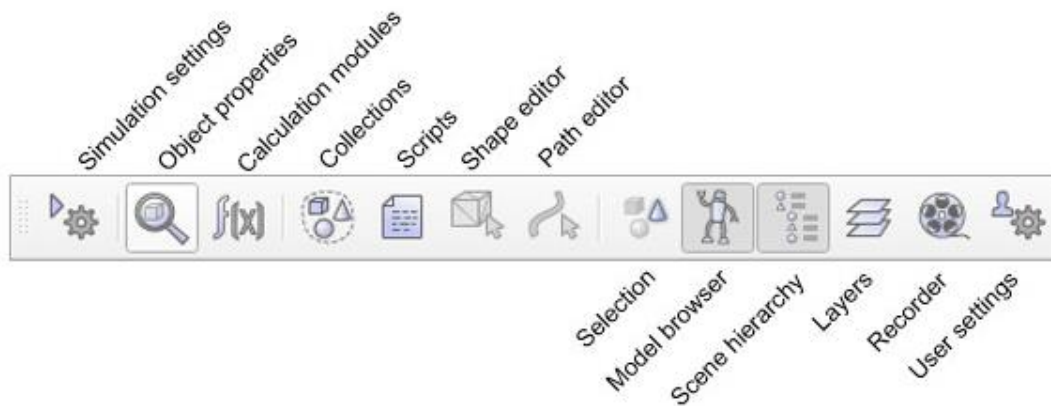 Simulation settings
Object properties
Calculation modules
Collections
Scripts
Shape editor
Path editor
f(x)
Selection
Model browser
Scene hierarchy
Layers
Recorder
User settings